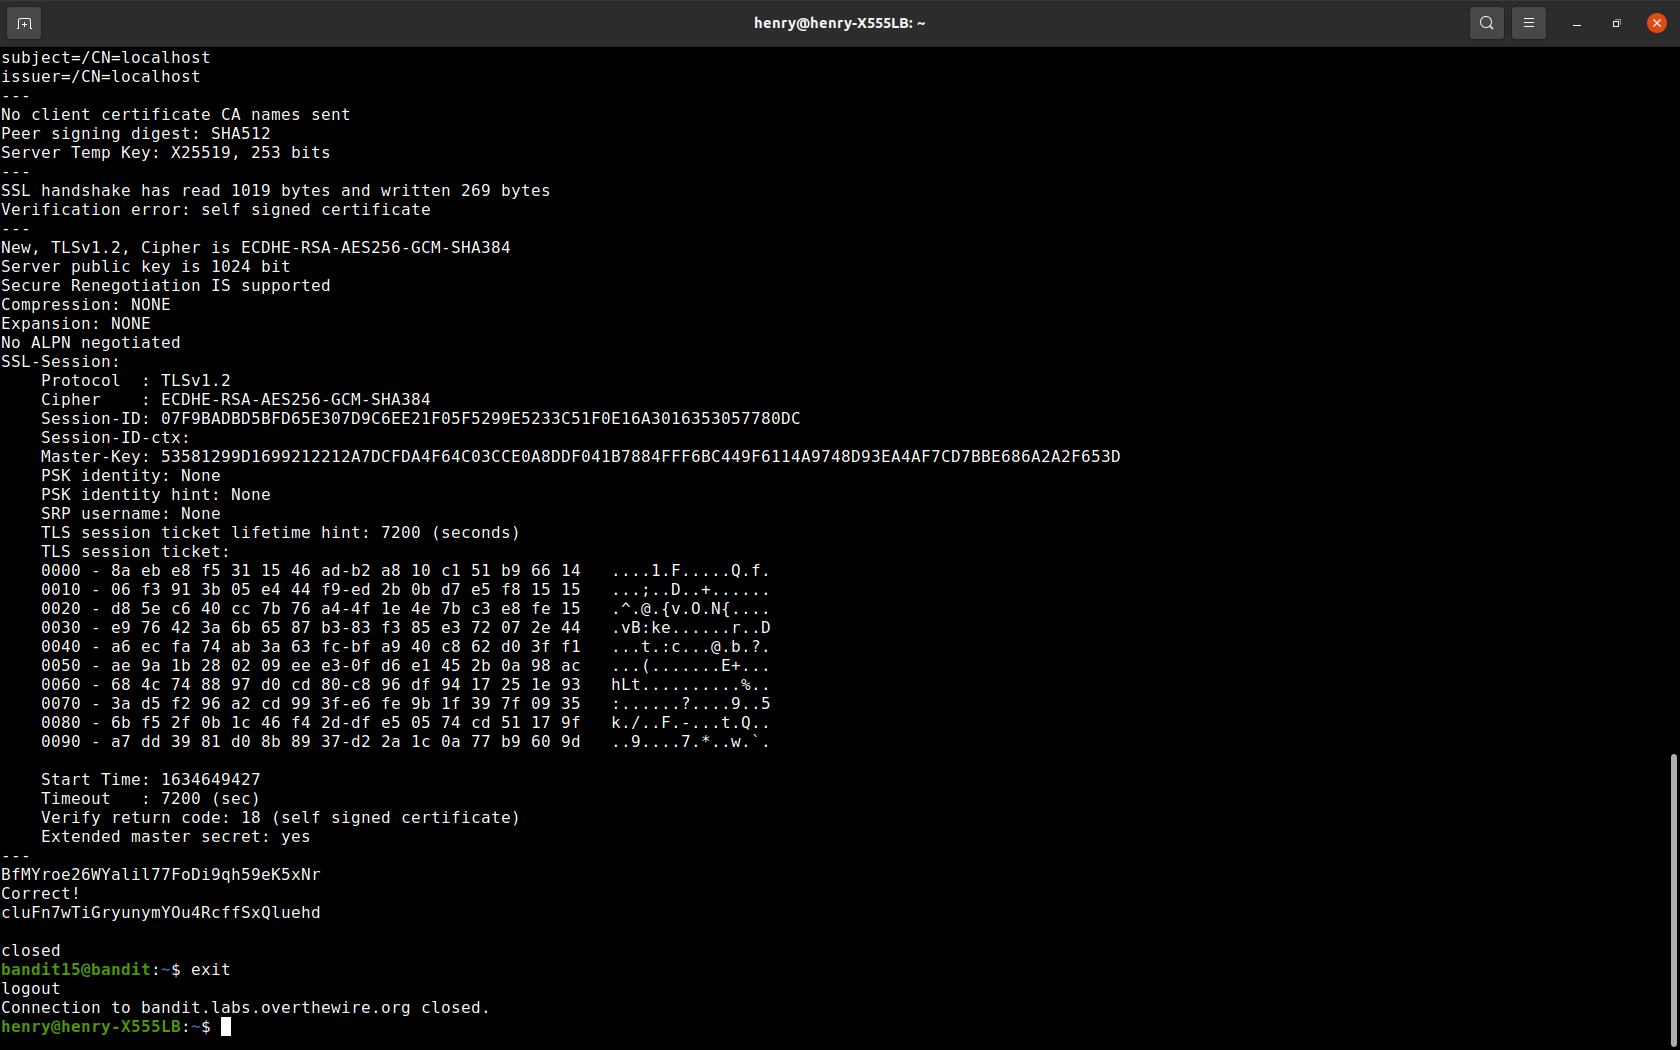 henry@henry-X555LB: ~
subject=/CN=localhost
issuer=/CN=localhost
---
No client certificate CA names sent
Peer signing digest: SHA512
Server Temp Key: X25519, 253 bits
---
SSL handshake has read 1019 bytes and written 269 bytes
Verification error: self signed certificate
---
New, TLSv1.2, Cipher is ECDHE-RSA-AES256-GCM-SHA384
Server public key is 1024 bit
Secure Renegotiation IS supported
Compression: NONE
Expansion: NONE
No ALPN negotiated
SSL-Session:
    Protocol  : TLSv1.2
    Cipher    : ECDHE-RSA-AES256-GCM-SHA384
    Session-ID: 07F9BADBD5BFD65E307D9C6EE21F05F5299E5233C51F0E16A3016353057780DC
    Session-ID-ctx:
    Master-Key: 53581299D1699212212A7DCFDA4F64C03CCE0A8DDF041B7884FFF6BC449F6114A9748D93EA4AF7CD7BBE686A2A2F653D
    PSK identity: None
    PSK identity hint: None
    SRP username: None
    TLS session ticket lifetime hint: 7200 (seconds)
    TLS session ticket:
    0000 - 8a eb e8 f5 31 15 46 ad-b2 a8 10 c1 51 b9 66 14   ....1.F.....Q.f.
    0010 - 06 f3 91 3b 05 e4 44 f9-ed 2b 0b d7 e5 f8 15 15   ...;..D..+......
    0020 - d8 5e c6 40 cc 7b 76 a4-4f 1e 4e 7b c3 e8 fe 15   .^.@.{v.O.N{....
    0030 - e9 76 42 3a 6b 65 87 b3-83 f3 85 e3 72 07 2e 44   .vB:ke......r..D
    0040 - a6 ec fa 74 ab 3a 63 fc-bf a9 40 c8 62 d0 3f f1   ...t.:c...@.b.?.
    0050 - ae 9a 1b 28 02 09 ee e3-0f d6 e1 45 2b 0a 98 ac   ...(.......E+...
    0060 - 68 4c 74 88 97 d0 cd 80-c8 96 df 94 17 25 1e 93   hLt..........%..
    0070 - 3a d5 f2 96 a2 cd 99 3f-e6 fe 9b 1f 39 7f 09 35   :......?....9..5
    0080 - 6b f5 2f 0b 1c 46 f4 2d-df e5 05 74 cd 51 17 9f   k./..F.-...t.Q..
    0090 - a7 dd 39 81 d0 8b 89 37-d2 2a 1c 0a 77 b9 60 9d   ..9....7.*..w.`.
    Start Time: 1634649427
    Timeout   : 7200 (sec)
    Verify return code: 18 (self signed certificate)
    Extended master secret: yes
---
BfMYroe26WYalil77FoDi9qh59eK5xNr
Correct!
cluFn7wTiGryunymYOu4RcffSxQluehd
closed
bandit15@bandit:~$ exit
logout
Connection to bandit.labs.overthewire.org closed.
henry@henry-X555LB:~$